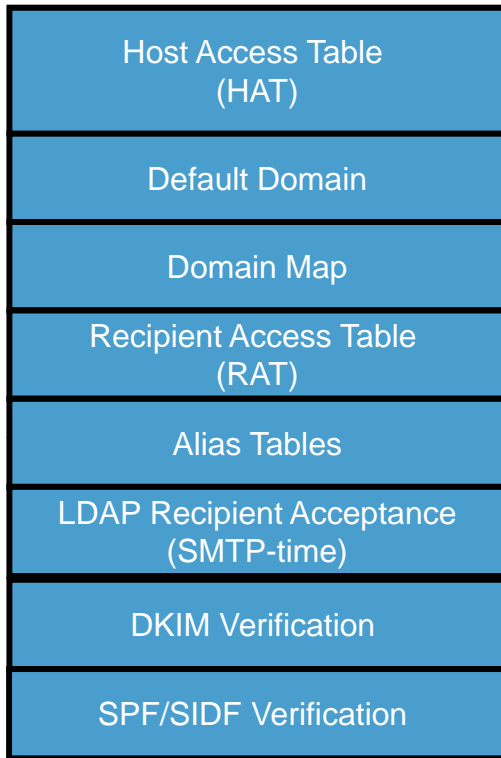 Host Access Table
(HAT)
Default Domain
Domain Map
Recipient Access Table
(RAT)
Alias Tables
LDAP Recipient Acceptance
(SMTP-time)
DKIM Verification
SPF/SIDF Verification